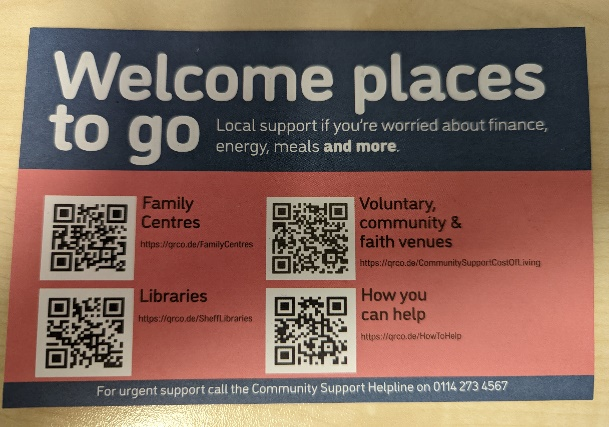 Welcome places
to go
Local support if you're worried about finance,
energy, meals and more.
Family
Centres
https://qrco.de/FamilyCentres
Voluntary,
community &
faith venues
https://qrco.de/CommunitySupportCostOfLiving
Libraries
https://qrco.de/SheffLibraries
How you
can help
https://qrco.de/HowToHelp
For urgent support call the Community Support Helpline on 0114 273 4567